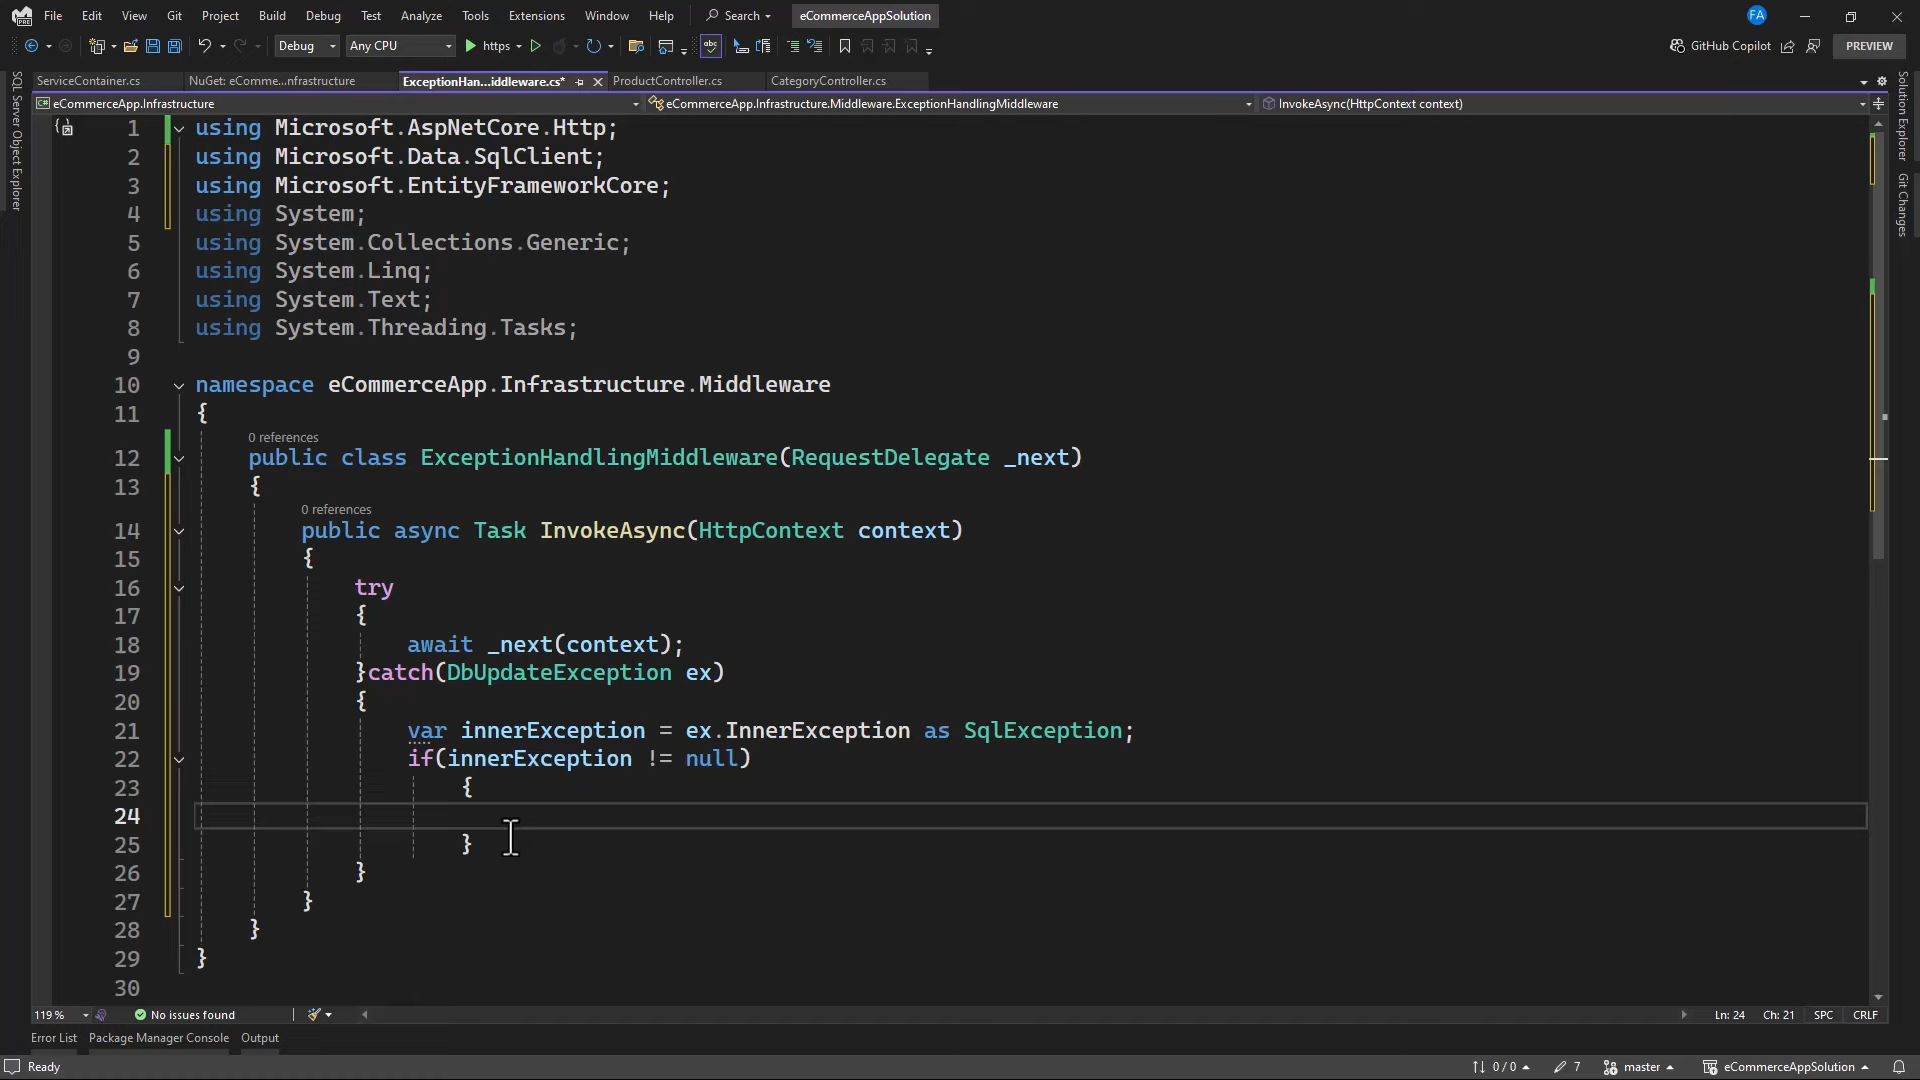 File Edit View Git Project Build Debug Test Analyze Tools Extensions Window Help Search eCommerceAppSolution FA
Debug Any CPU https GitHub Copilot PREVIEW
ServiceContainer.cs NuGet: eComme...nfrastructure ExceptionHan...iddleware.cs* ProductController.cs CategoryController.cs
eCommerceApp.Infrastructure eCommerceApp.Infrastructure.Middleware.ExceptionHandlingMiddleware InvokeAsync(HttpContext context)
SQL Server Object Explorer
Solution Explorer
Git Changes
1 using Microsoft.AspNetCore.Http;
2 using Microsoft.Data.SqlClient;
3 using Microsoft.EntityFrameworkCore;
4 using System;
5 using System.Collections.Generic;
6 using System.Linq;
7 using System.Text;
8 using System.Threading.Tasks;
9
10 namespace eCommerceApp.Infrastructure.Middleware
11 {
0 references
12 public class ExceptionHandlingMiddleware(RequestDelegate _next)
13 {
0 references
14 public async Task InvokeAsync(HttpContext context)
15 {
16 try
17 {
18 await _next(context);
19 }catch(DbUpdateException ex)
20 {
21 var innerException = ex.InnerException as SqlException;
22 if(innerException != null)
23 {
24
25 }
26 }
27 }
28 }
29 }
30
119 % No issues found Ln: 24 Ch: 21 SPC CRLF
Error List Package Manager Console Output
Ready 0 / 0 7 master eCommerceAppSolution